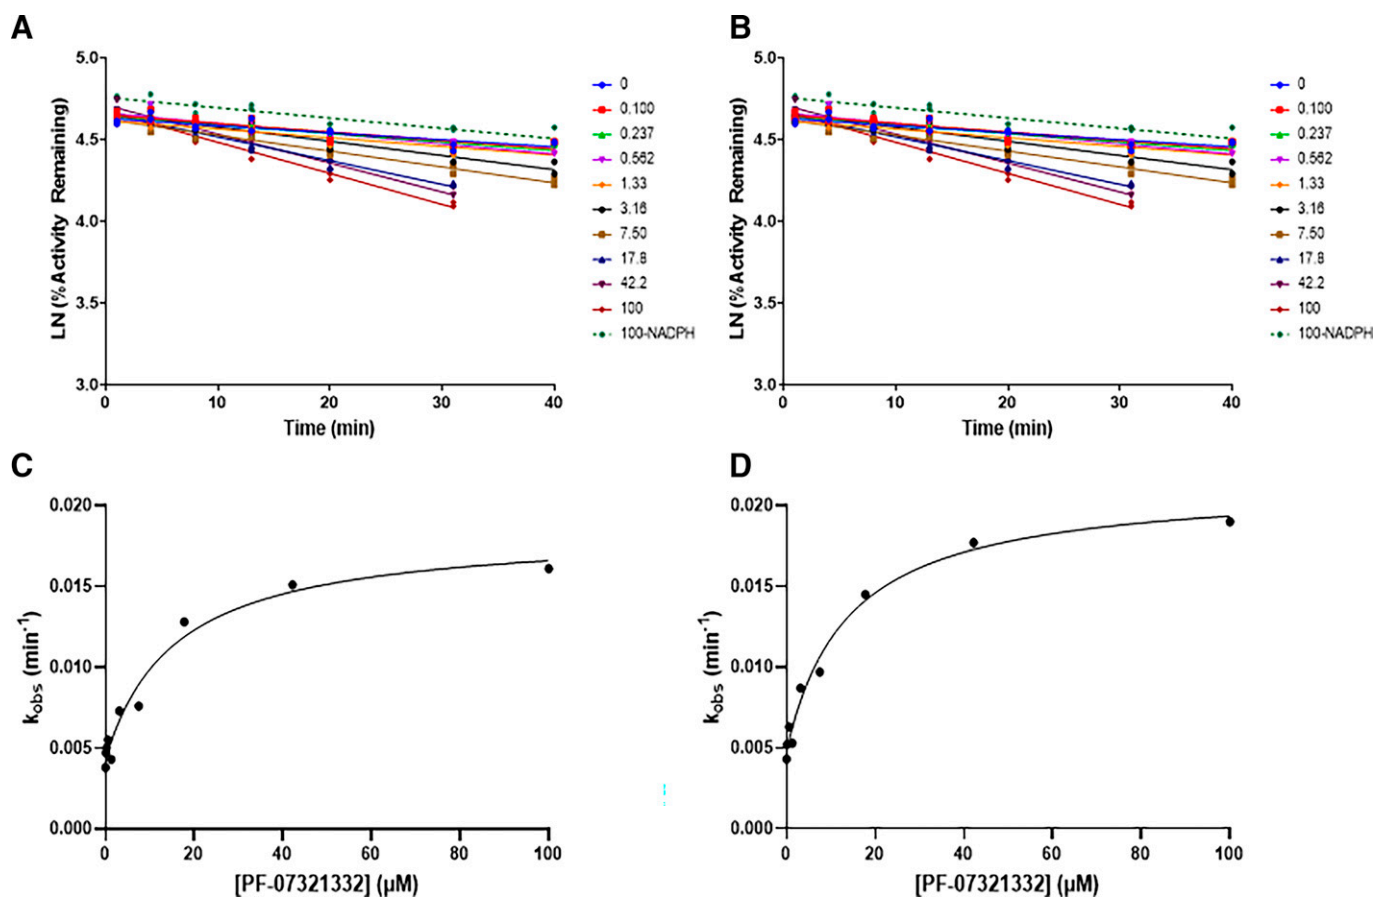 A
LN (%Activity Remaining)
5.0
4.5
4.0
3.5
3.0
0 10 20 30 40
Time (min)
0
0.100
0.237
0.562
1.33
3.16
7.50
17.8
42.2
100
100-NADPH
B
LN (%Activity Remaining)
5.0
4.5
4.0
3.5
3.0
0 10 20 30 40
Time (min)
0
0.100
0.237
0.562
1.33
3.16
7.50
17.8
42.2
100
100-NADPH
C
kobs (min-1)
0.020
0.015
0.010
0.005
0.000
0 20 40 60 80 100
[PF-07321332] (µM)
D
kobs (min-1)
0.020
0.015
0.010
0.005
0.000
0 20 40 60 80 100
[PF-07321332] (µM)